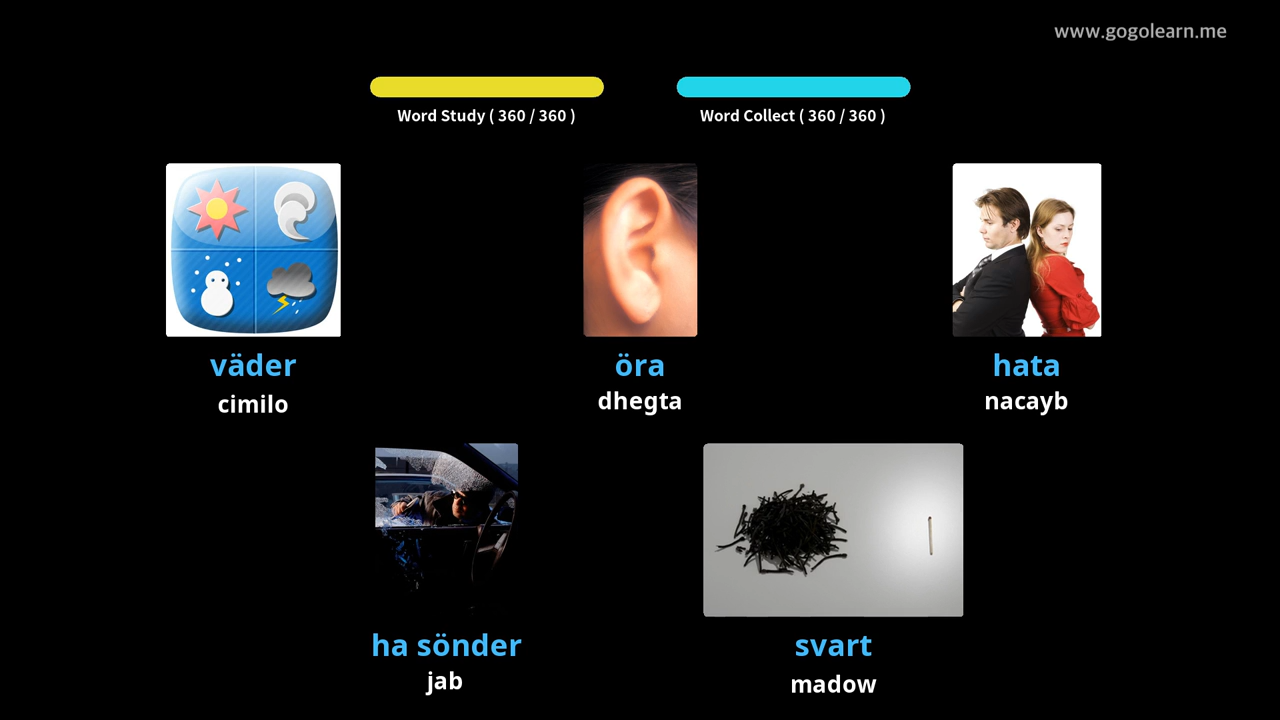 www.gogolearn.me
Word Study ( 360 / 360 )
Word Collect ( 360 / 360 )
väder
cimilo
öra
dhegta
hata
nacayb
ha sönder
jab
svart
madow